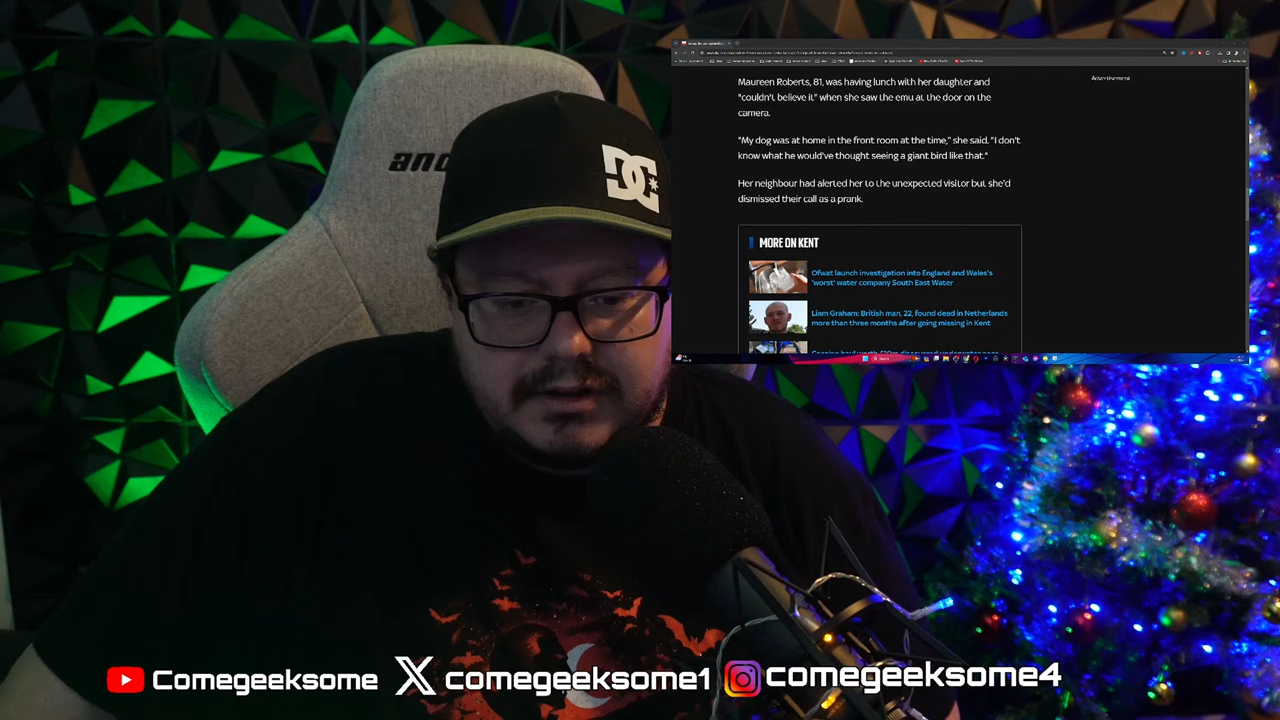 Maureen Roberts, 81, was having lunch with her daughter and
"couldn't believe it" when she saw the emu at the door on the
camera.
"My dog was at home in the front room at the time," she said. "I don't
know what he would've thought seeing a giant bird like that."
Her neighbour had alerted her to the unexpected visitor but she'd
dismissed their call as a prank.
MORE ON KENT
Ofwat launch investigation into England and Wales's
'worst' water company South East Water
Liam Graham: British man, 22, found dead in Netherlands
more than three months after going missing in Kent
Advertisement
and
DC
Comegeeksome
comegeeksome1
comegeeksome4